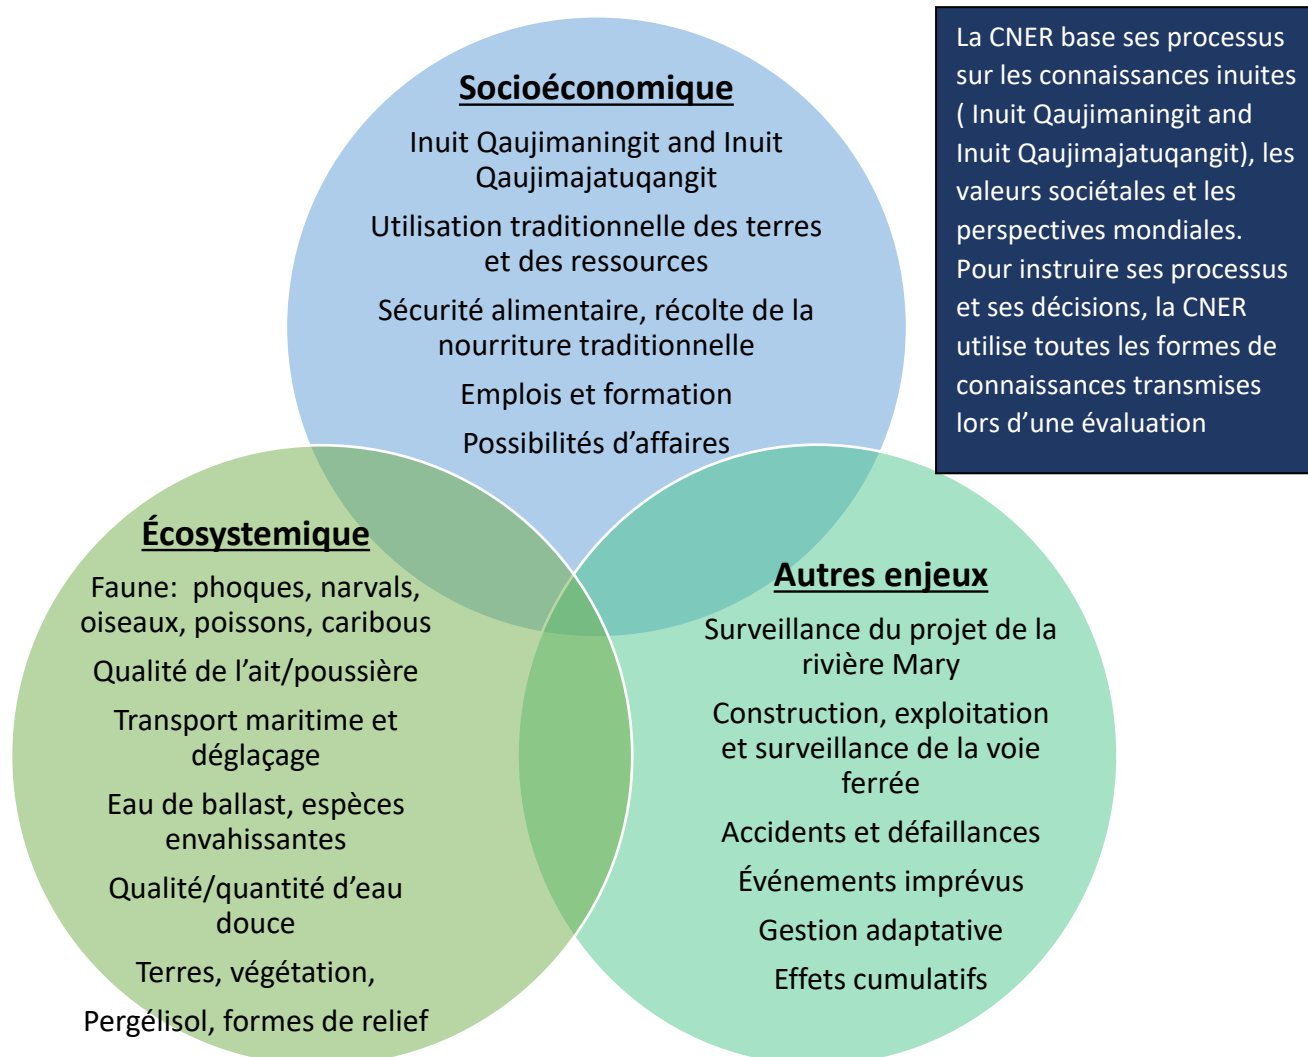 Socioéconomique
Inuit Qaujimaningit and Inuit
Qaujimajatuqangit
Utilisation traditionnelle des terres
et des ressources
Sécurité alimentaire, récolte de la
nourriture traditionnelle
Emplois et formation
Possibilités d’affaires
La CNER base ses processus
sur les connaissances inuites
( Inuit Qaujimaningit and
Inuit Qaujimajatuqangit), les
valeurs sociétales et les
perspectives mondiales.
Pour instruire ses processus
et ses décisions, la CNER
utilise toutes les formes de
connaissances transmises
lors d’une évaluation
Écosystemique
Faune:  phoques, narvals,
oiseaux, poissons, caribous
Qualité de l’ait/poussière
Transport maritime et
déglaçage
Eau de ballast, espèces
envahissantes
Qualité/quantité d’eau
douce
Terres, végétation,
Pergélisol, formes de relief
Autres enjeux
Surveillance du projet de la
rivière Mary
Construction, exploitation
et surveillance de la voie
ferrée
Accidents et défaillances
Événements imprévus
Gestion adaptative
Effets cumulatifs